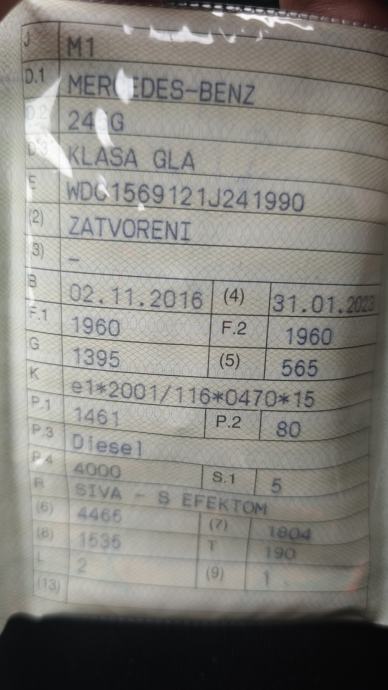 J M1
D.1 MERCEDES-BENZ
D.2
D.3 KLASA GLA
E WDC1569121J241990
(2) ZATVORENI
(3) -
B 02.11.2016 (4) 31.01.2023
F.1 1960 F.2 1960
G 1395 (5) 565
K e1*2001/116*0470*15
P.1 1461 P.2 80
P.3 Diesel
P.4 4000 S.1 5
R SIVA - S EFEKTOM
(6) 4466 (7) 1804
(8) 1535 T 190
L 2 (9) 1
(13)